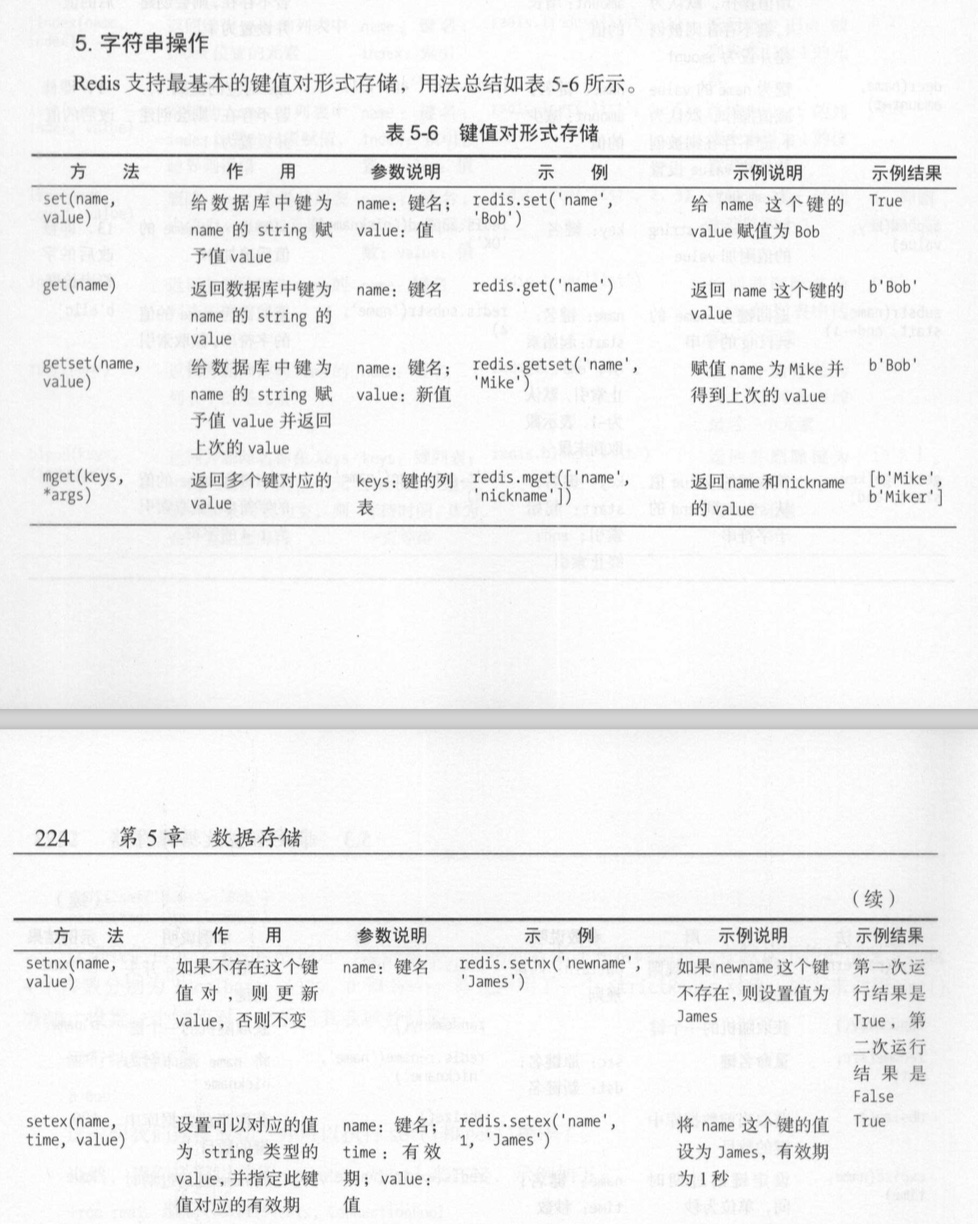 5. 字符串操作
Redis 支持最基本的键值对形式存储，用法总结如表 5-6 所示。
表 5-6 键值对形式存储
方 法 作 用 参数说明 示 例 示例说明 示例结果
set(name, value) 给数据库中键为 name 的 string 赋予值 value name：键名；value：值 redis.set('name', 'Bob') 给 name 这个键的 value 赋值为 Bob True
get(name) 返回数据库中键为 name 的 string 的 value name：键名 redis.get('name') 返回 name 这个键的 value b'Bob'
getset(name, value) 给数据库中键为 name 的 string 赋予值 value 并返回上次的 value name：键名；value：新值 redis.getset('name', 'Mike') 赋值 name 为 Mike 并得到上次的 value b'Bob'
mget(keys, *args) 返回多个键对应的 value keys：键的列表 redis.mget(['name', 'nickname']) 返回 name 和 nickname 的 value [b'Mike', b'Miker']
224 第 5 章 数据存储
（续）
方 法 作 用 参数说明 示 例 示例说明 示例结果
setnx(name, value) 如果不存在这个键值对，则更新 value，否则不变 name：键名 redis.setnx('newname', 'James') 如果 newname 这个键不存在，则设置值为 James 第一次运行结果是 True，第二次运行结果是 False
setex(name, time, value) 设置可以对应的值为 string 类型的 value，并指定此键值对应的有效期 name：键名；time：有效期；value：值 redis.setex('name', 1, 'James') 将 name 这个键的值设为 James，有效期为 1 秒 True